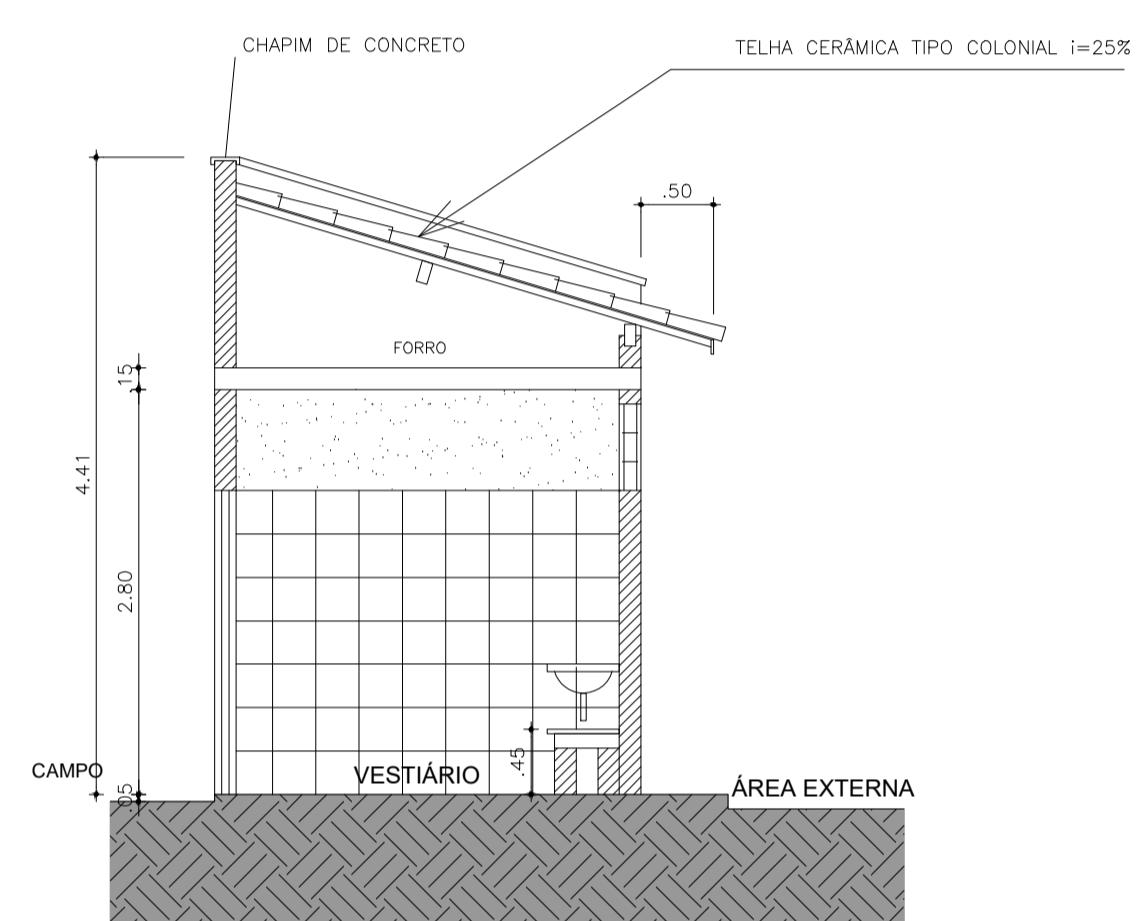 CHAPIM DE CONCRETO
TELHA CERÂMICA TIPO COLONIAL i=25%
.50
FORRO
.15
4.41
2.80
.45
CAMPO
VESTIÁRIO
ÁREA EXTERNA
.05